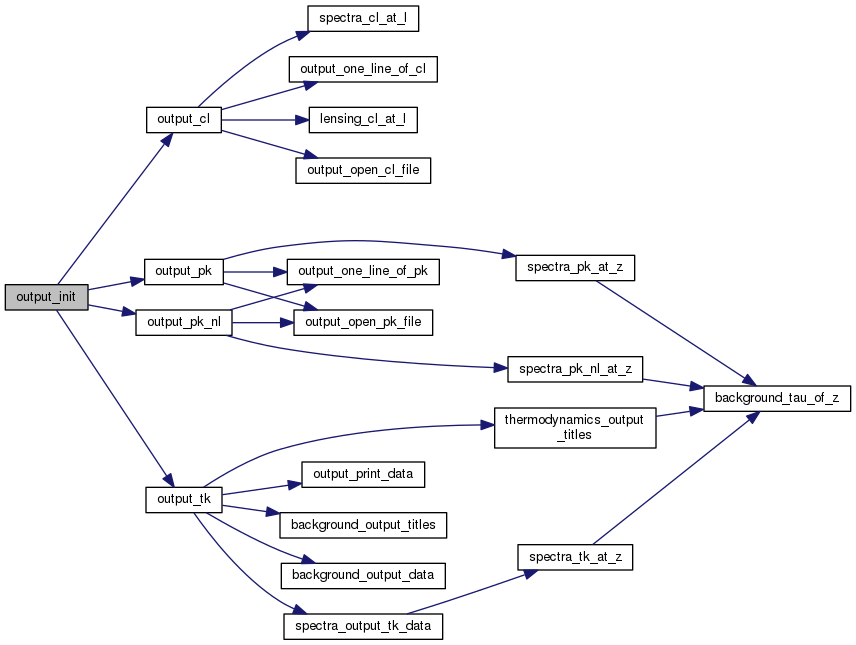 spectra_cl_at_l
output_one_line_of_cl
output_cl
lensing_cl_at_l
output_open_cl_file
output_pk
output_one_line_of_pk
spectra_pk_at_z
output_init
output_pk_nl
output_open_pk_file
spectra_pk_nl_at_z
background_tau_of_z
thermodynamics_output
_titles
output_print_data
output_tk
background_output_titles
spectra_tk_at_z
background_output_data
spectra_output_tk_data